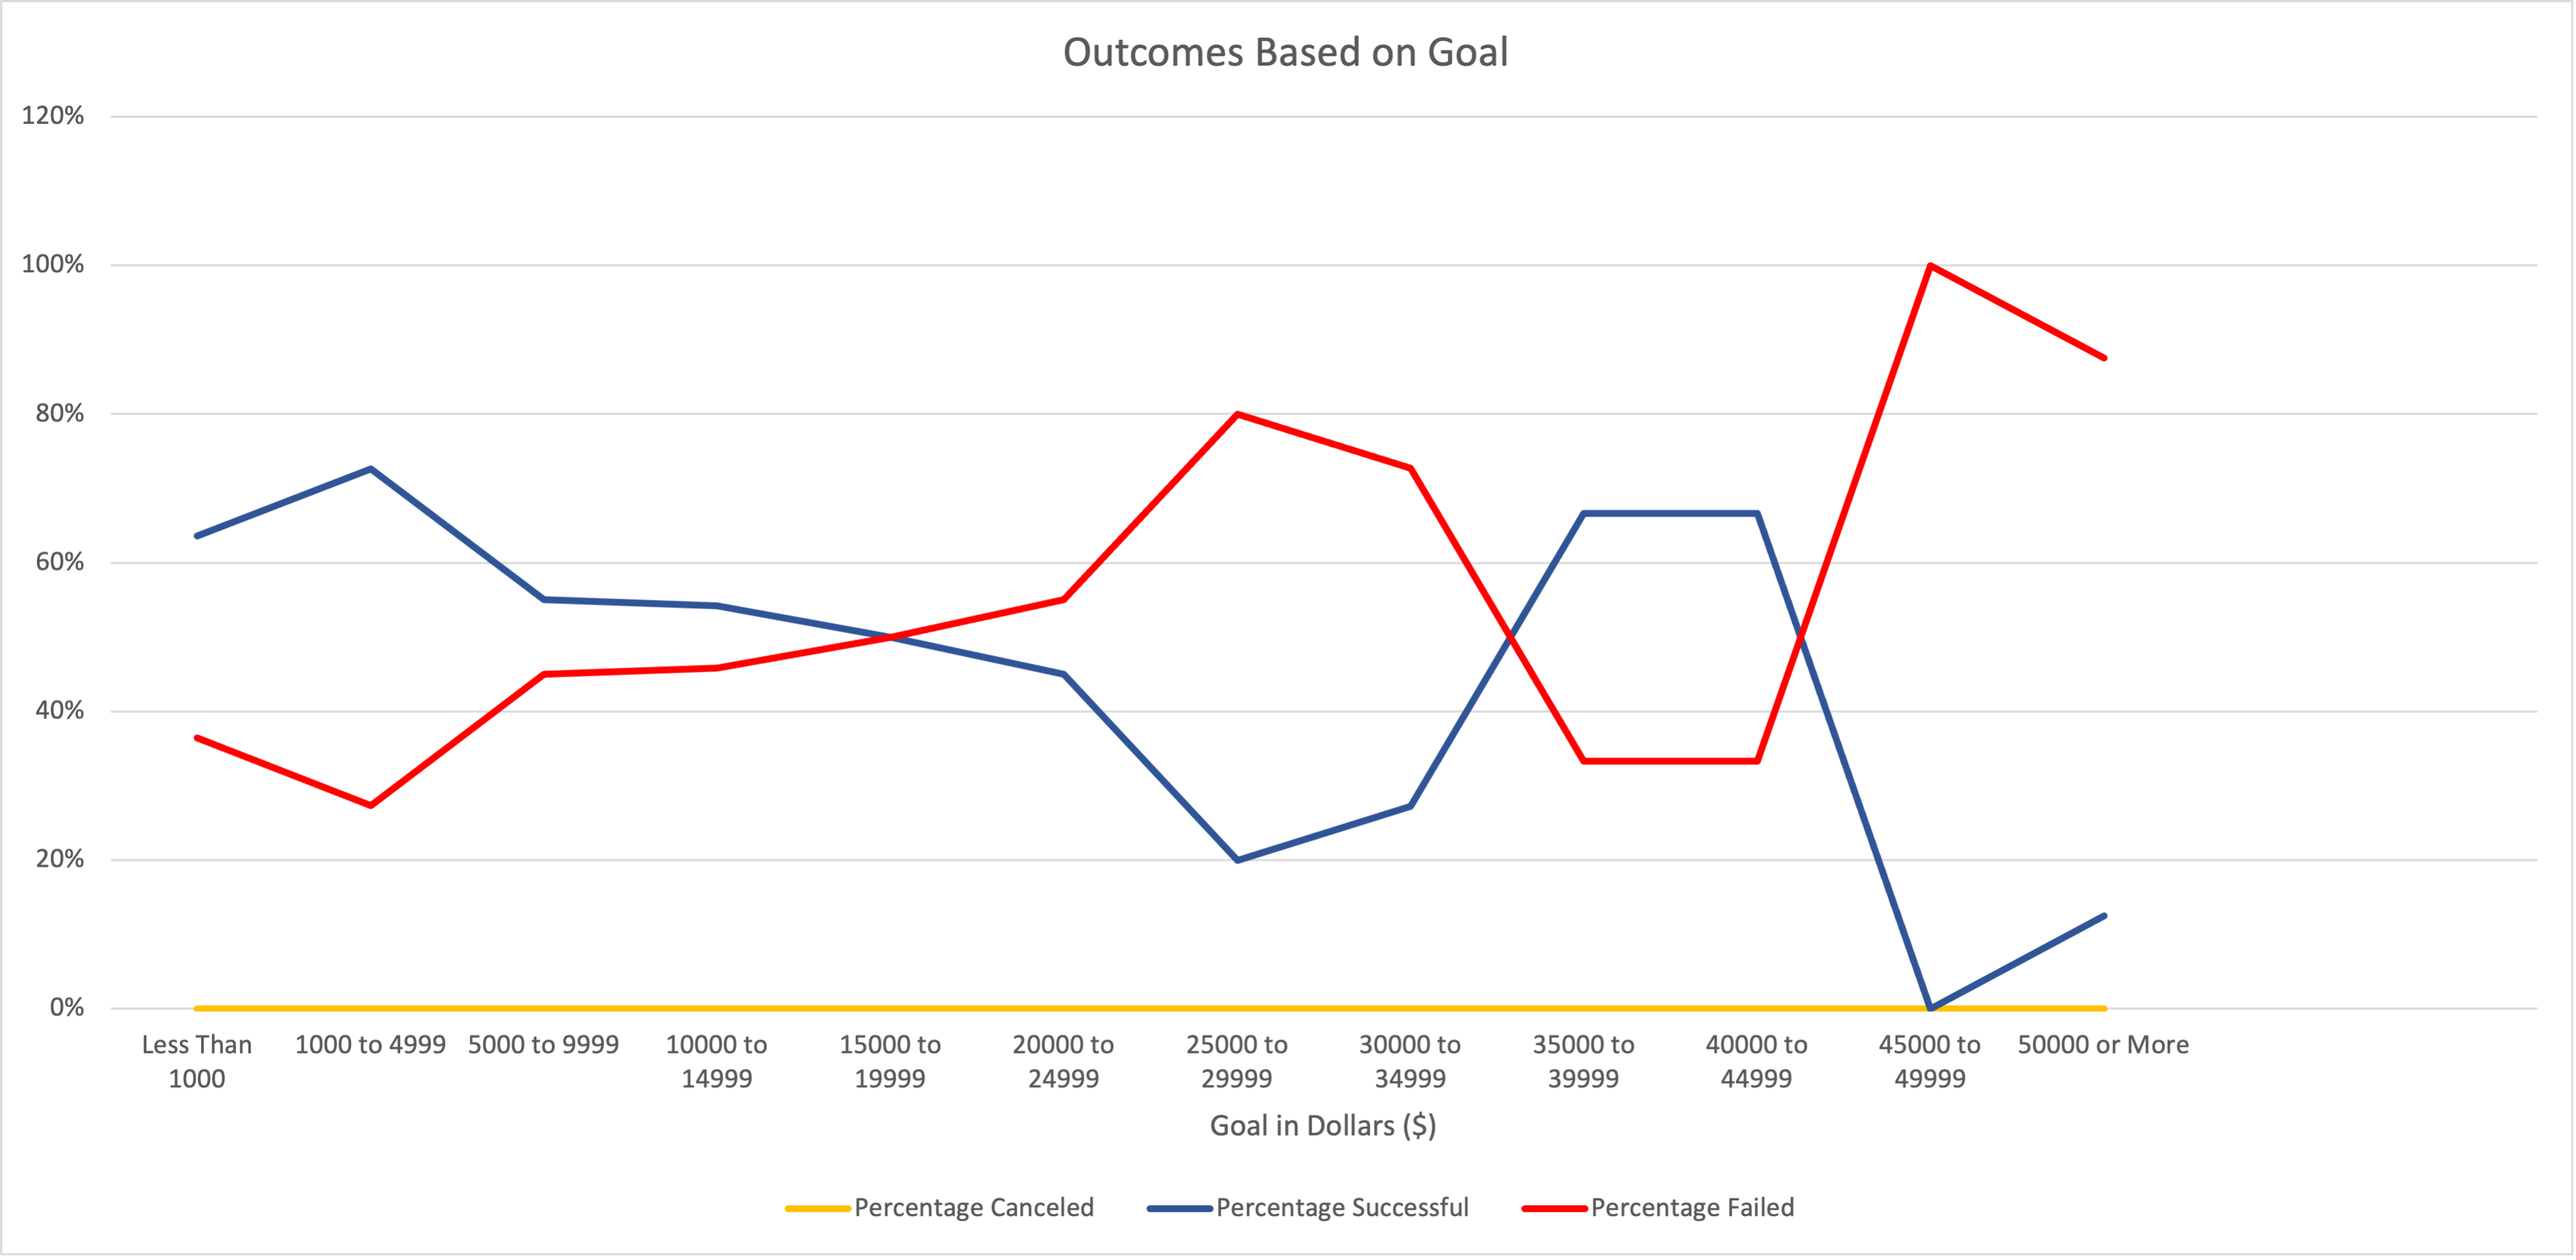 Outcomes Based on Goal
120%
100%
80%
60%
40%
20%
0%
Less Than
1000
1000 to 4999
5000 to 9999
10000 to
14999
15000 to
19999
20000 to
24999
25000 to
29999
30000 to
34999
35000 to
39999
40000 to
44999
45000 to
49999
50000 or More
Goal in Dollars ($)
Percentage Canceled
Percentage Successful
Percentage Failed